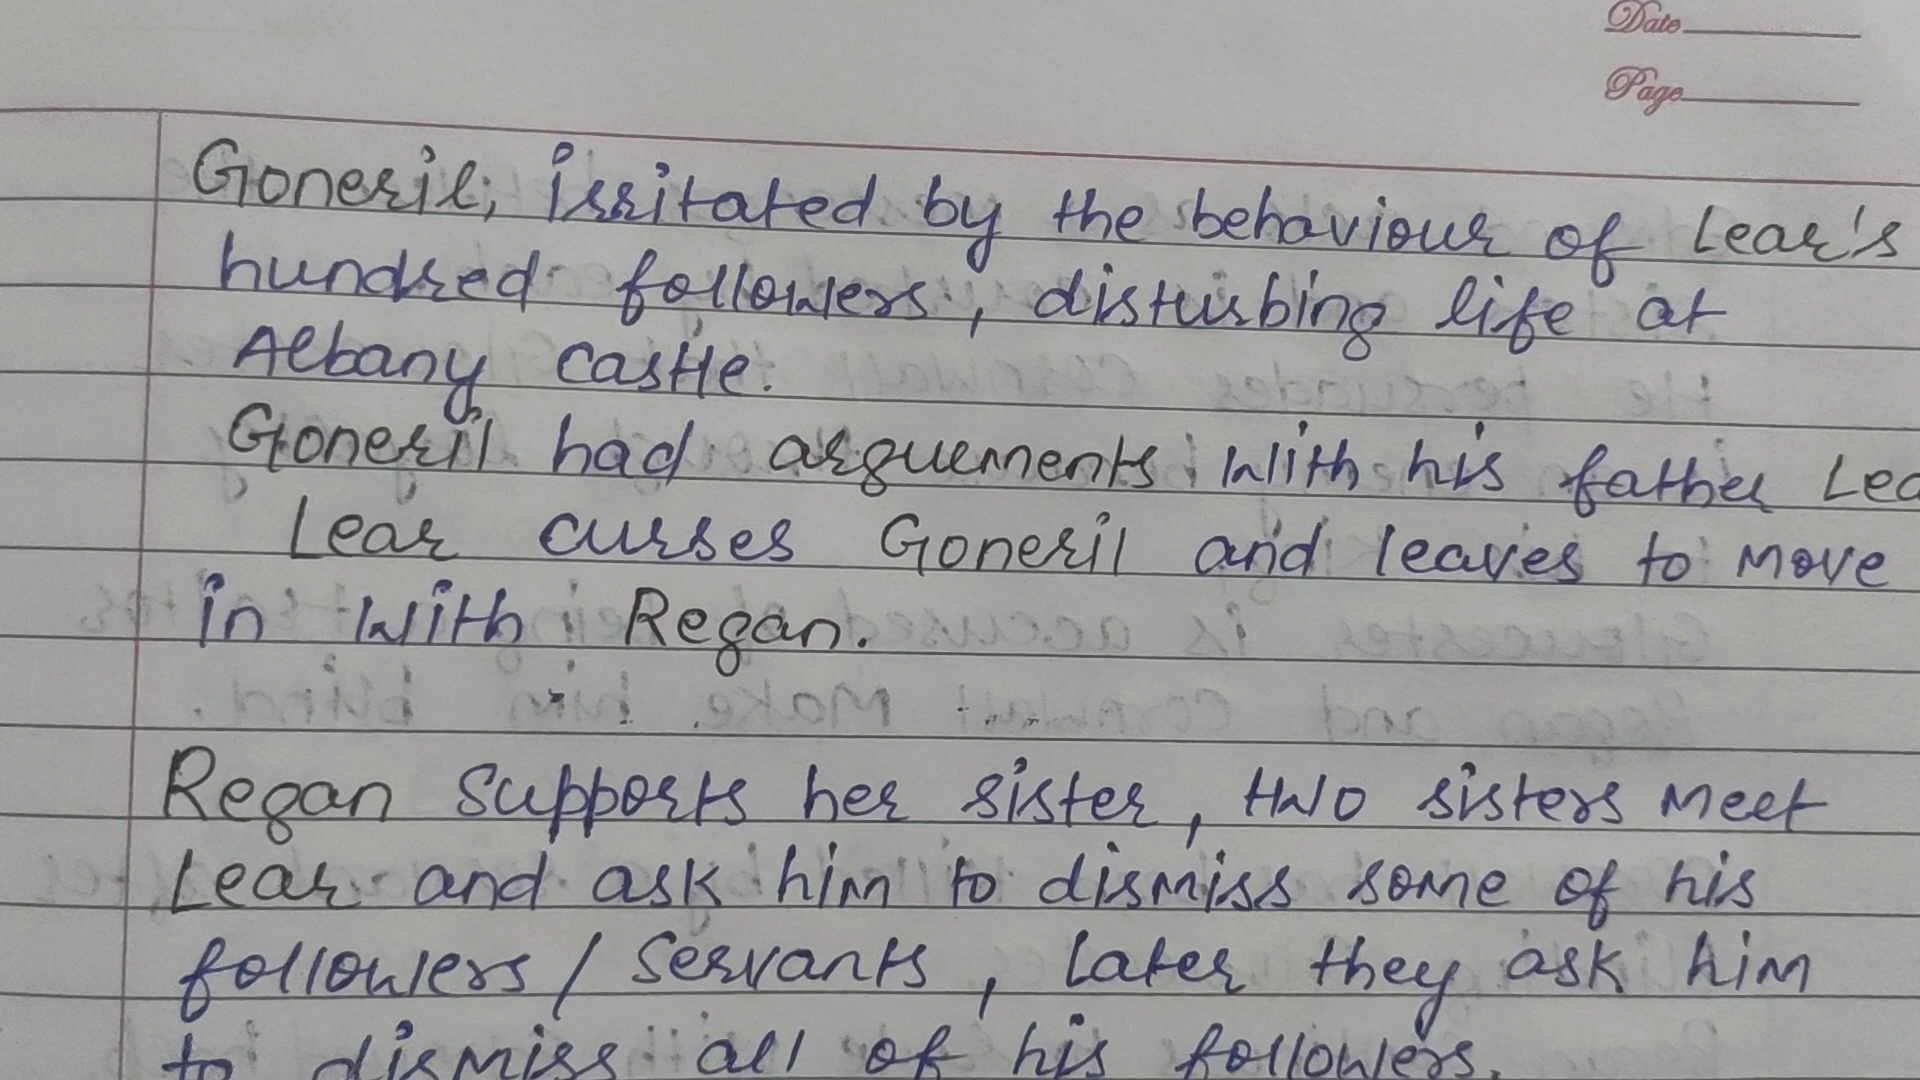 Date
Page
Goneril, irritated by the behaviour of Lear's
hundred followers, disturbing life at
Albany castle.
Goneril had arguements with his father
Lear curses Goneril and leaves to move
in with Regan.
Regan supports her sister, two sisters meet
Lear and ask him to dismiss some of his
followers / servants, later they ask him
to dismiss all of his followers.